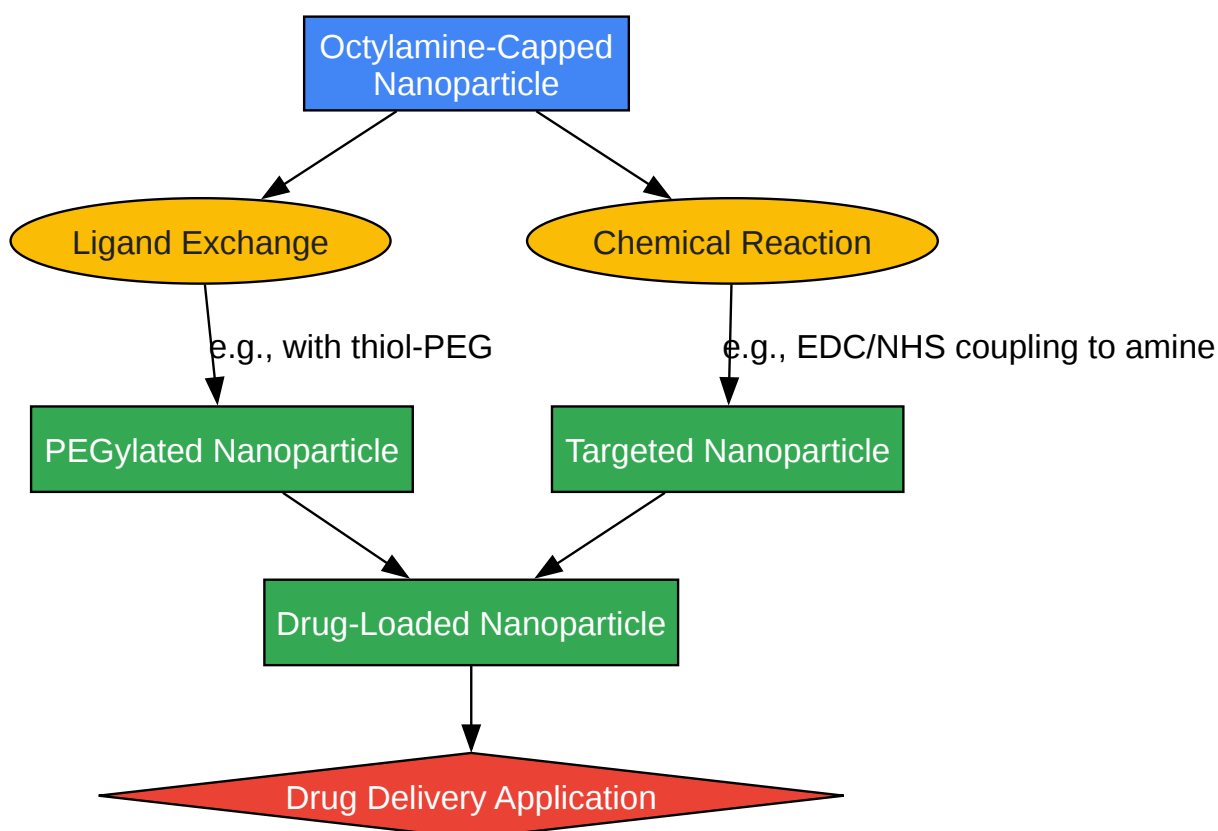 Octylamine-Capped
Nanoparticle
Ligand Exchange
Chemical Reaction
e.g., with thiol-PEG
e.g., EDC/NHS coupling to amine
PEGylated Nanoparticle
Targeted Nanoparticle
Drug-Loaded Nanoparticle
Drug Delivery Application